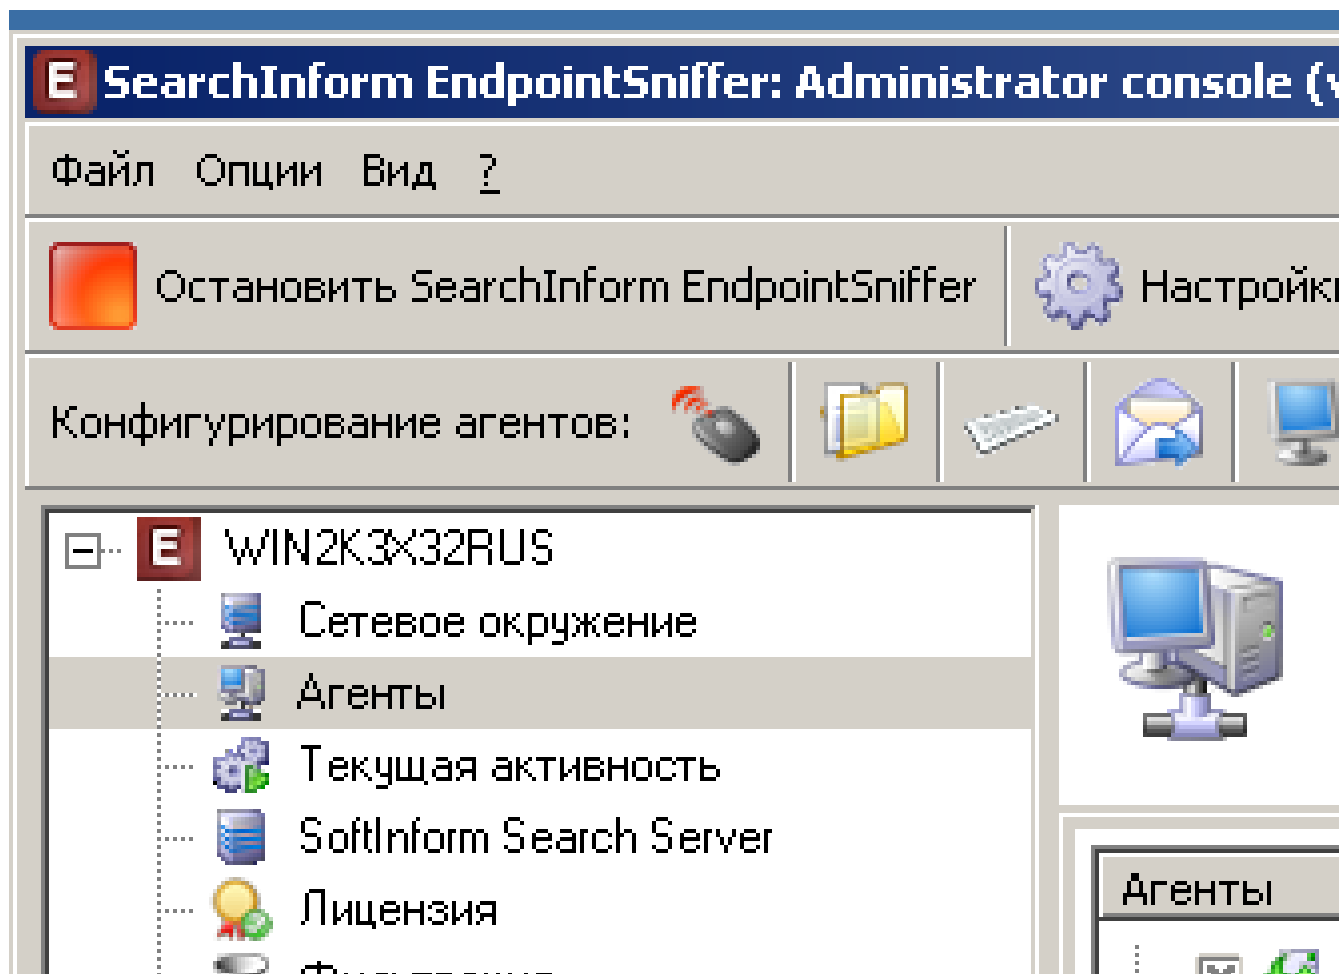 SearchInform EndpointSniffer: Administrator console (v
Файл Опции Вид ?
Остановить SearchInform EndpointSniffer Настройки
Конфигурирование агентов:
WIN2K3X32RUS
Сетевое окружение
Агенты
Текущая активность
SoftInform Search Server
Лицензия
Агенты